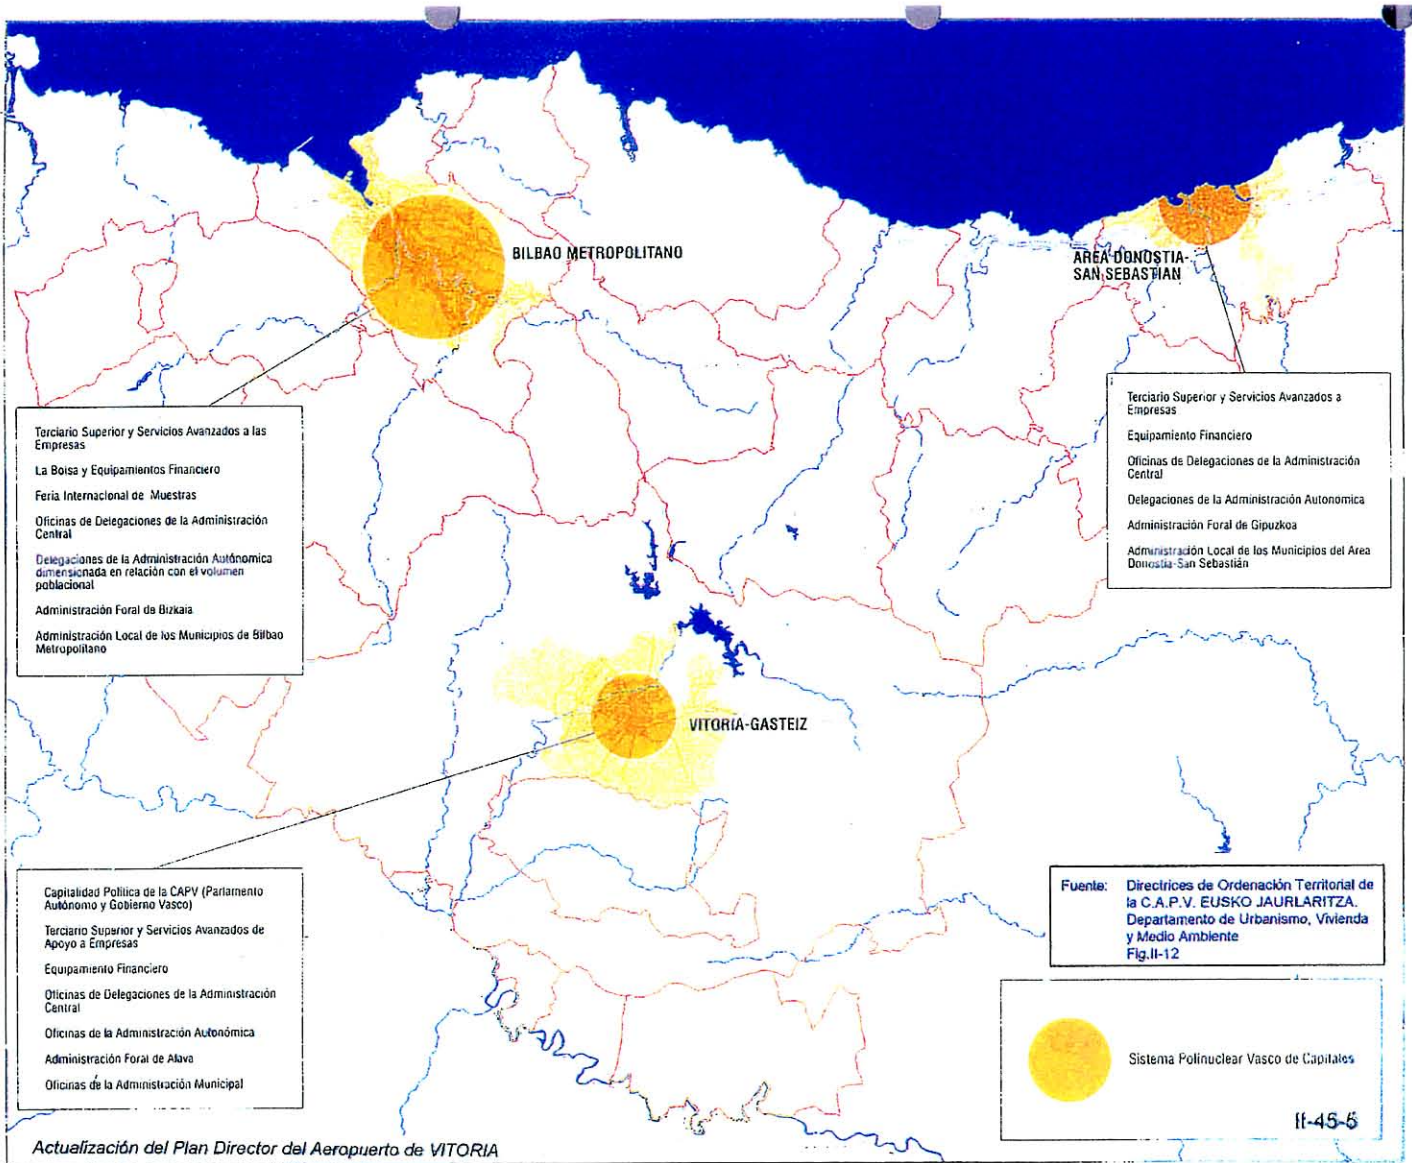 BILBAO METROPOLITANO
AREA DONOSTIA-
SAN SEBASTIAN
Terciario Superior y Servicios Avanzados a las
Empresas
La Bolsa y Equipamientos Financiero
Feria Internacional de Muestras
Oficinas de Delegaciones de la Administración
Central
Delegaciones de la Administración Autónomica
dimensionada en relación con el volumen
poblacional
Administración Foral de Bizkaia
Administración Local de los Municipios de Bilbao
Metropolitano
Terciario Superior y Servicios Avanzados a
Empresas
Equipamiento Financiero
Oficinas de Delegaciones de la Administración
Central
Delegaciones de la Administración Autonomica
Administración Foral de Gipuzkoa
Administración Local de los Municipios del Area
Donostia-San Sebastián
VITORIA-GASTEIZ
Capitalidad Política de la CAPV (Parlamento
Autónomo y Gobierno Vasco)
Terciario Superior y Servicios Avanzados de
Apoyo a Empresas
Equipamiento Financiero
Oficinas de Delegaciones de la Administración
Central
Oficinas de la Administración Autonómica
Administración Foral de Alava
Oficinas de la Administración Municipal
Fuente: Directrices de Ordenación Territorial de
la C.A.P.V. EUSKO JAURLARITZA.
Departamento de Urbanismo, Vivienda
y Medio Ambiente
Fig.II-12
Sistema Polinuclear Vasco de Capitales
II-45-5
Actualización del Plan Director del Aeropuerto de VITORIA